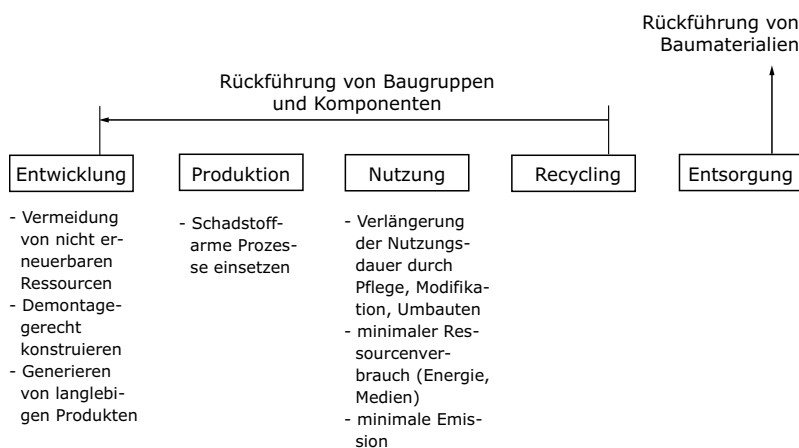 Rückführung von
Baumaterialien
Rückführung von Baugruppen
und Komponenten
Entwicklung
Produktion
Nutzung
Recycling
Entsorgung
- Vermeidung
von nicht er-
neuerbaren
Ressourcen
- Demontage-
gerecht
konstruieren
- Generieren
von langlebi-
gen Produkten
- Schadstoff-
arme Prozes-
se einsetzen
- Verlängerung
der Nutzungs-
dauer durch
Pflege, Modifika-
tion, Umbauten
- minimaler Res-
sourcenver-
brauch (Energie,
Medien)
- minimale Emis-
sion